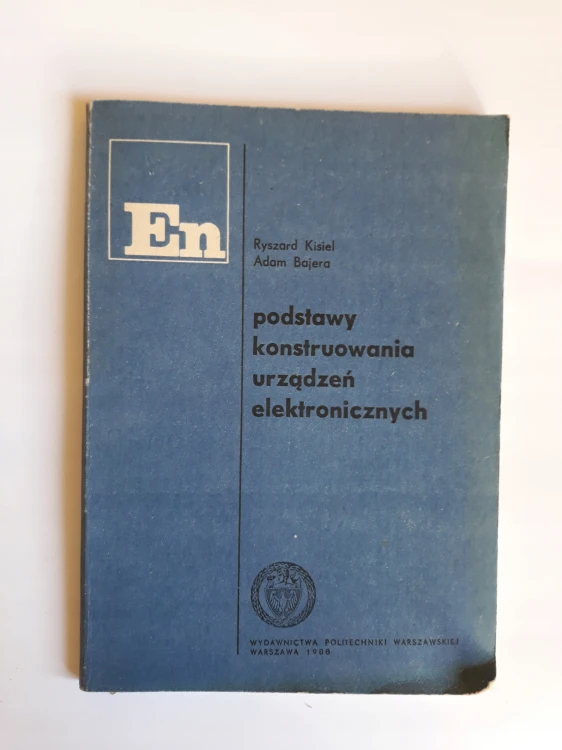 En
Ryszard Kisiel
Adam Bajera
podstawy
konstruowania
urządzeń
elektronicznych
WYDAWNICTWA POLITECHNIKI WARSZAWSKIEJ
WARSZAWA 1988